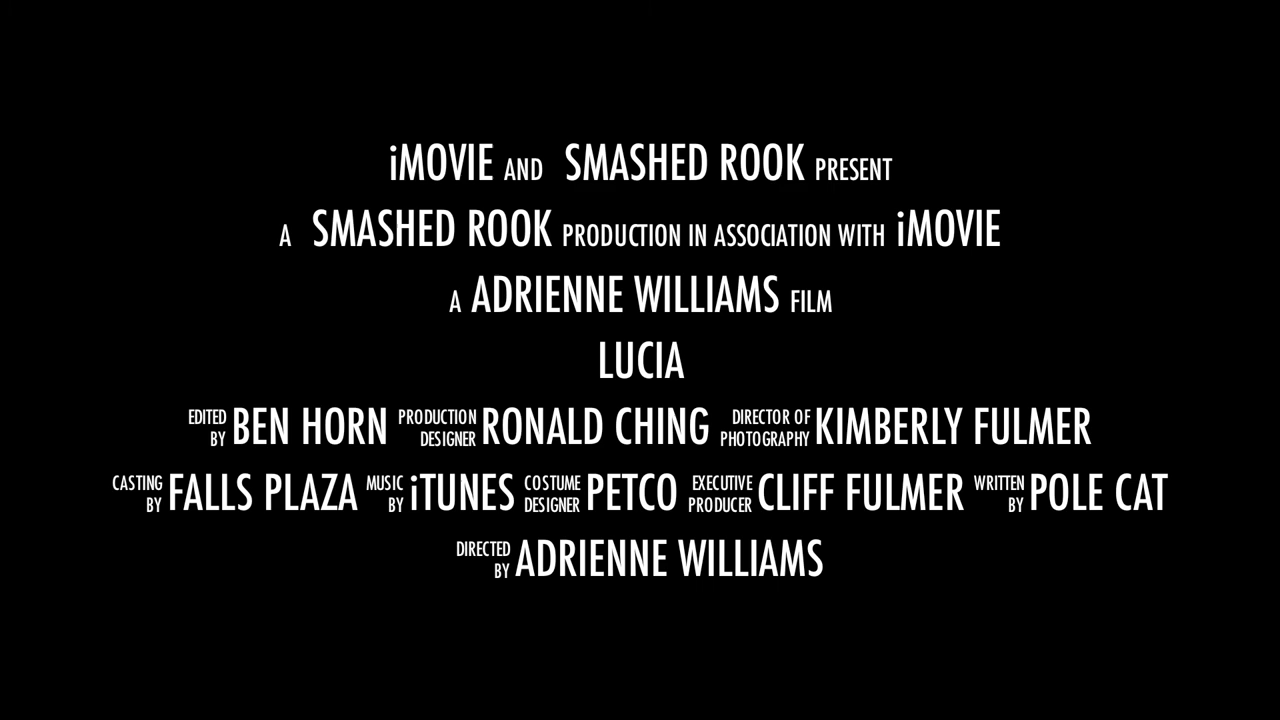 iMOVIE AND SMASHED ROOK PRESENT
A SMASHED ROOK PRODUCTION IN ASSOCIATION WITH iMOVIE
A ADRIENNE WILLIAMS FILM
LUCIA
EDITED BY BEN HORN PRODUCTION DESIGNER RONALD CHING DIRECTOR OF PHOTOGRAPHY KIMBERLY FULMER
CASTING BY FALLS PLAZA MUSIC BY iTUNES COSTUME DESIGNER PETCO EXECUTIVE PRODUCER CLIFF FULMER WRITTEN BY POLE CAT
DIRECTED BY ADRIENNE WILLIAMS